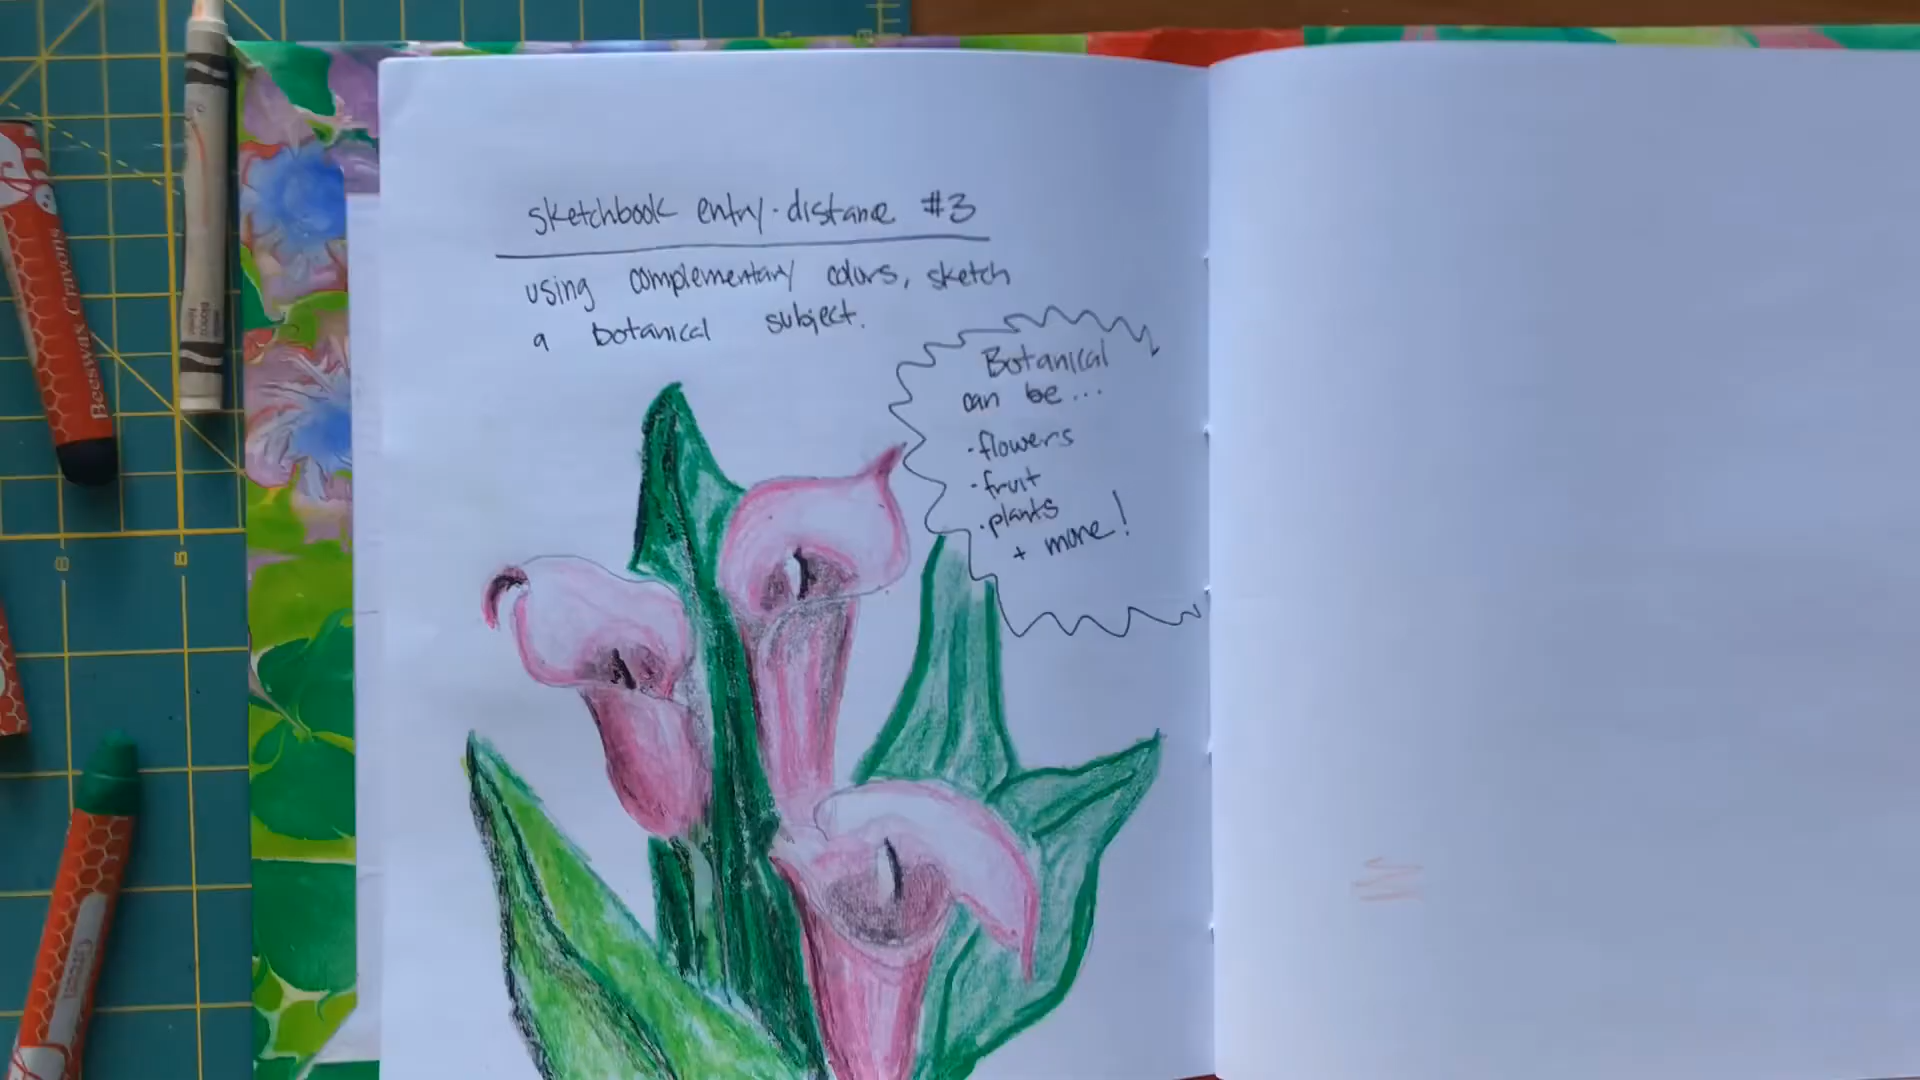 sketchbook entry · distance #3
using complementary colors, sketch
a botanical subject.
Botanical
can be...
· flowers
· fruit
· plants
+ more!
Beeswax Crayons